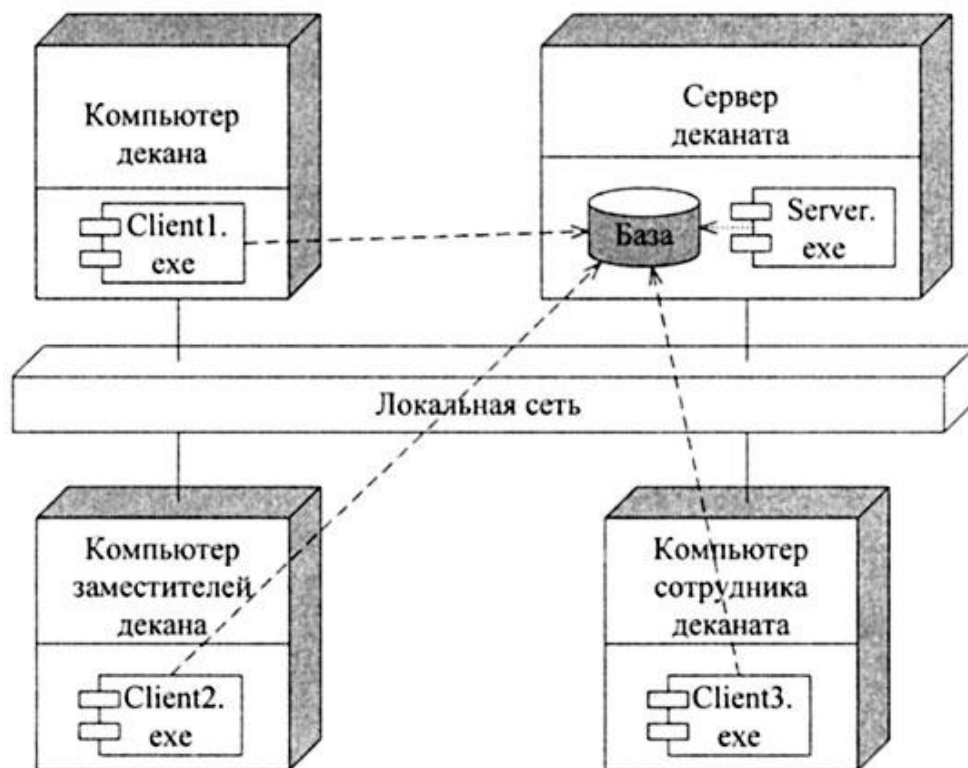 Компьютер
декана
Client1.
exe
Сервер
деканата
База
Server.
exe
Локальная сеть
Компьютер
заместителей
декана
Client2.
exe
Компьютер
сотрудника
деканата
Client3.
exe